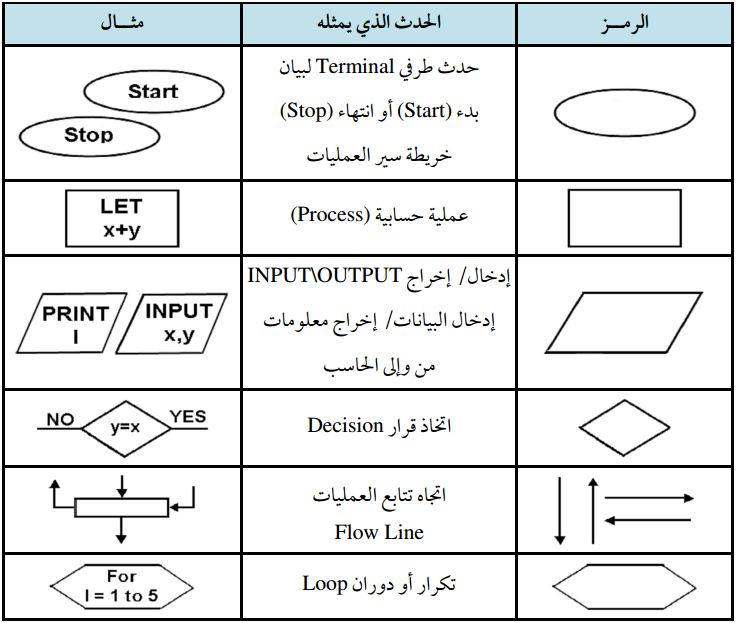 الرمــز
الحدث الذي يمثله
مثــال
حدث طرفي Terminal لبيان
بدء (Start) أو انتهاء (Stop)
خريطة سير العمليات
Start
Stop
عملية حسابية (Process)
LET
x+y
إدخال/ إخراج INPUT\OUTPUT
إدخال البيانات/ إخراج معلومات
من وإلى الحاسب
INPUT
x,y
PRINT
I
اتخاذ قرار Decision
NO
y=x
YES
اتجاه تتابع العمليات
Flow Line
تكرار أو دوران Loop
For
I = 1 to 5